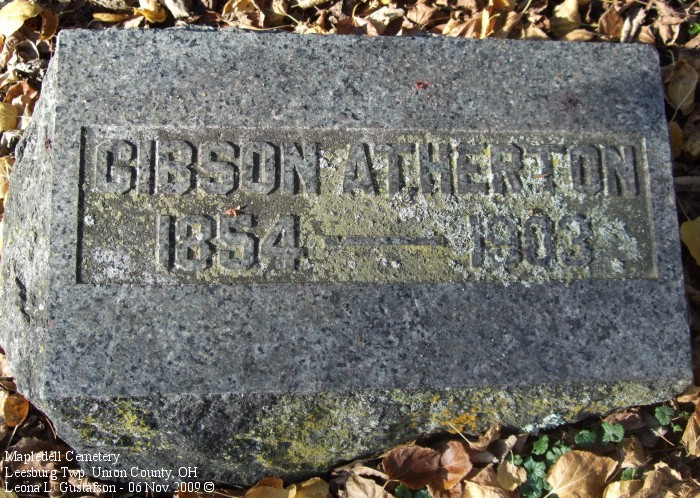 GIBSON ATHERTON
1854 — 1903
Mapledell Cemetery
Leesburg Twp. Union County, OH
Leona L. Gustafson - 06 Nov. 2009 ©